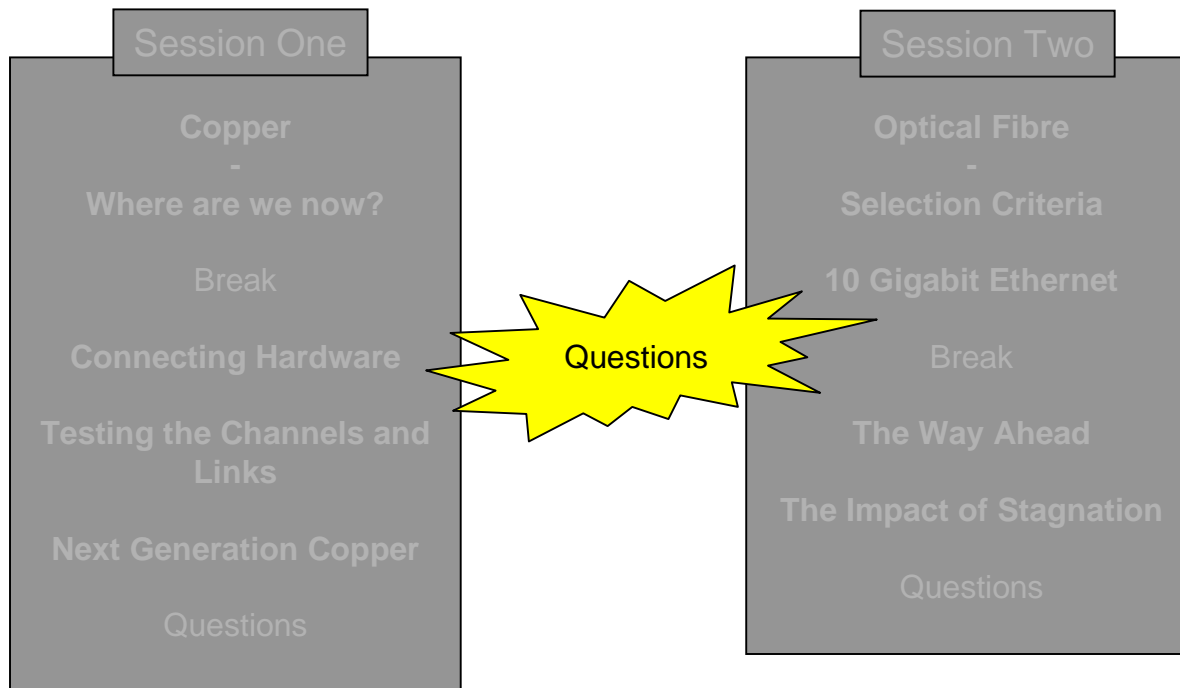 Session One
Copper
-
Where are we now?
Break
Connecting Hardware
Testing the Channels and
Links
Next Generation Copper
Questions
Questions
Session Two
Optical Fibre
-
Selection Criteria
10 Gigabit Ethernet
Break
The Way Ahead
The Impact of Stagnation
Questions